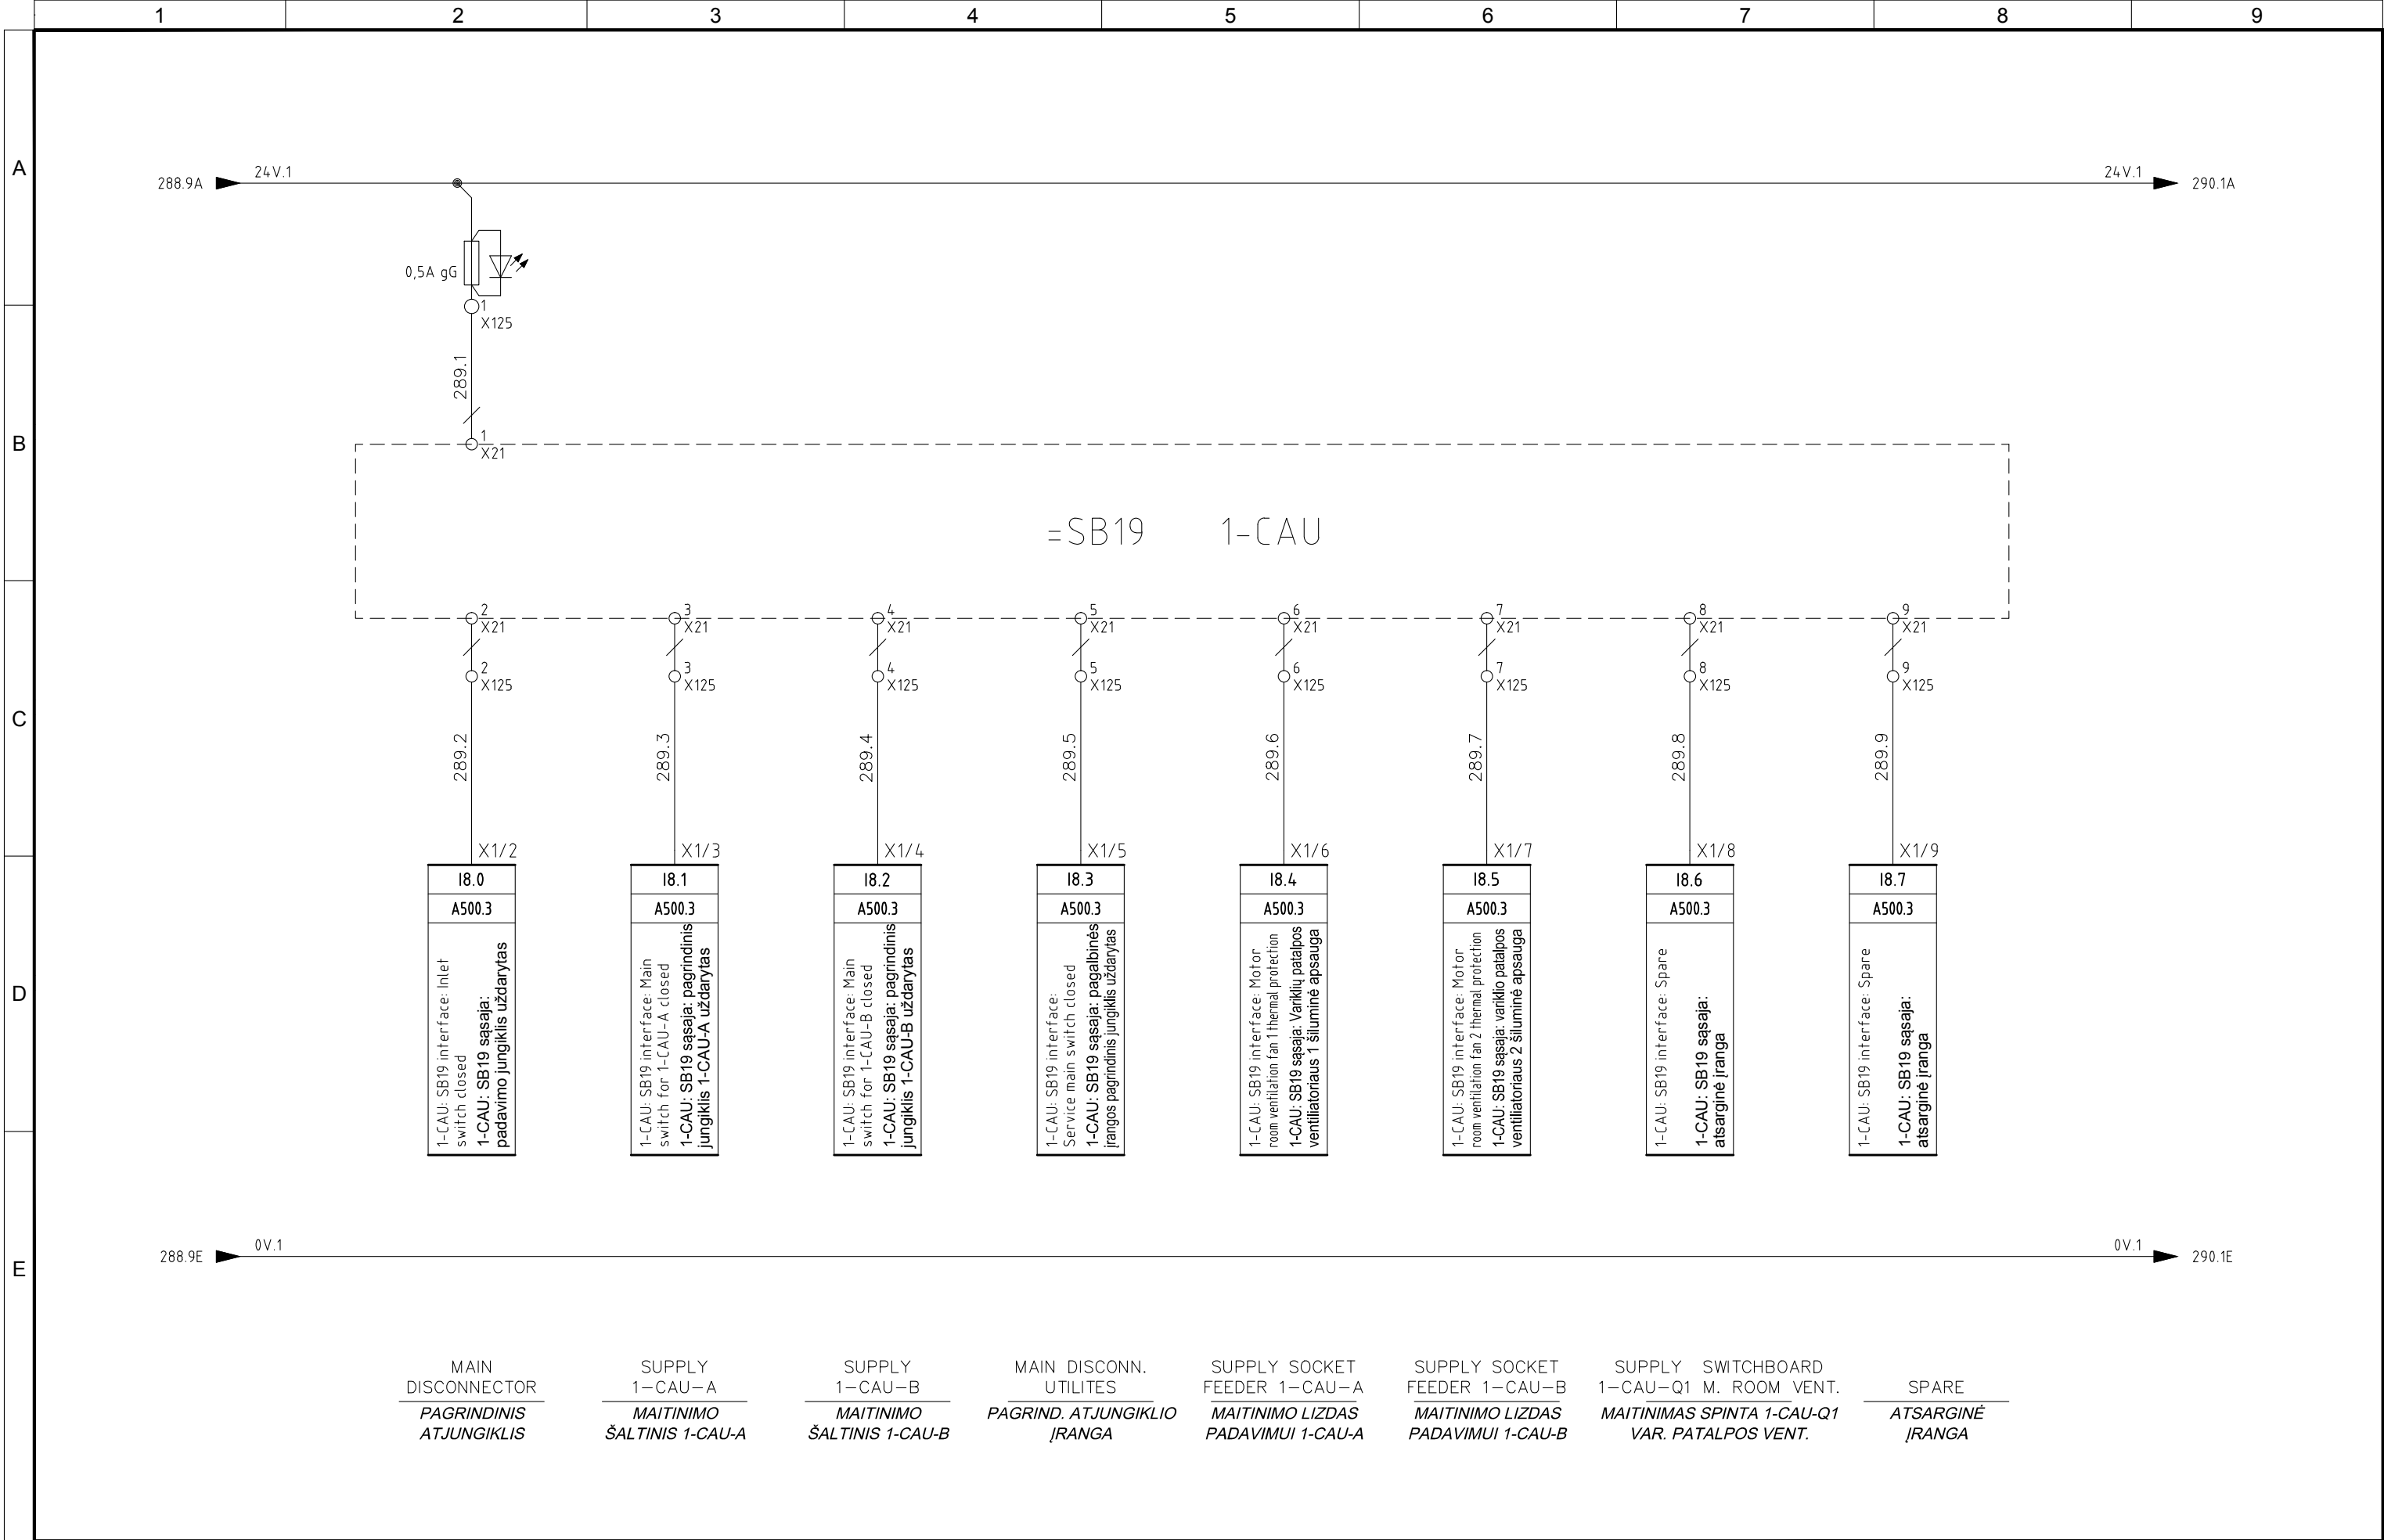 1 2 3 4 5 6 7 8 9
A
288.9A 24V.1 24V.1 290.1A
0,5A gG
1
X125
289.1
B
1
X21
=SB19 1-CAU
2 3 4 5 6 7 8 9
X21 X21 X21 X21 X21 X21 X21 X21
2 3 4 5 6 7 8 9
X125 X125 X125 X125 X125 X125 X125 X125
C
289.2 289.3 289.4 289.5 289.6 289.7 289.8 289.9
X1/2 X1/3 X1/4 X1/5 X1/6 X1/7 X1/8 X1/9
I8.0 I8.1 I8.2 I8.3 I8.4 I8.5 I8.6 I8.7
A500.3 A500.3 A500.3 A500.3 A500.3 A500.3 A500.3 A500.3
D
1-CAU: SB19 interface: Inlet
switch closed
1-CAU: SB19 sąsaja:
padavimo jungiklis uždarytas
1-CAU: SB19 interface: Main
switch for 1-CAU-A closed
1-CAU: SB19 sąsaja: pagrindinis
jungiklis 1-CAU-A uždarytas
1-CAU: SB19 interface: Main
switch for 1-CAU-B closed
1-CAU: SB19 sąsaja: pagrindinis
jungiklis 1-CAU-B uždarytas
1-CAU: SB19 interface:
Service main switch closed
1-CAU: SB19 sąsaja: pagalbinės
įrangos pagrindinis jungiklis uždarytas
1-CAU: SB19 interface: Motor
room ventilation fan 1 thermal protection
1-CAU: SB19 sąsaja: Variklių patalpos
ventiliatoriaus 1 šiluminė apsauga
1-CAU: SB19 interface: Motor
room ventilation fan 2 thermal protection
1-CAU: SB19 sąsaja: variklio patalpos
ventiliatoriaus 2 šiluminė apsauga
1-CAU: SB19 interface: Spare
1-CAU: SB19 sąsaja:
atsarginė įranga
1-CAU: SB19 interface: Spare
1-CAU: SB19 sąsaja:
atsarginė įranga
E
288.9E 0V.1 0V.1 290.1E
MAIN
DISCONNECTOR
PAGRINDINIS
ATJUNGIKLIS
SUPPLY
1-CAU-A
MAITINIMO
ŠALTINIS 1-CAU-A
SUPPLY
1-CAU-B
MAITINIMO
ŠALTINIS 1-CAU-B
MAIN DISCONN.
UTILITES
PAGRIND. ATJUNGIKLIO
ĮRANGA
SUPPLY SOCKET
FEEDER 1-CAU-A
MAITINIMO LIZDAS
PADAVIMUI 1-CAU-A
SUPPLY SOCKET
FEEDER 1-CAU-B
MAITINIMO LIZDAS
PADAVIMUI 1-CAU-B
SUPPLY SWITCHBOARD
1-CAU-Q1 M. ROOM VENT.
MAITINIMAS SPINTA 1-CAU-Q1
VAR. PATALPOS VENT.
SPARE
ATSARGINĖ
ĮRANGA